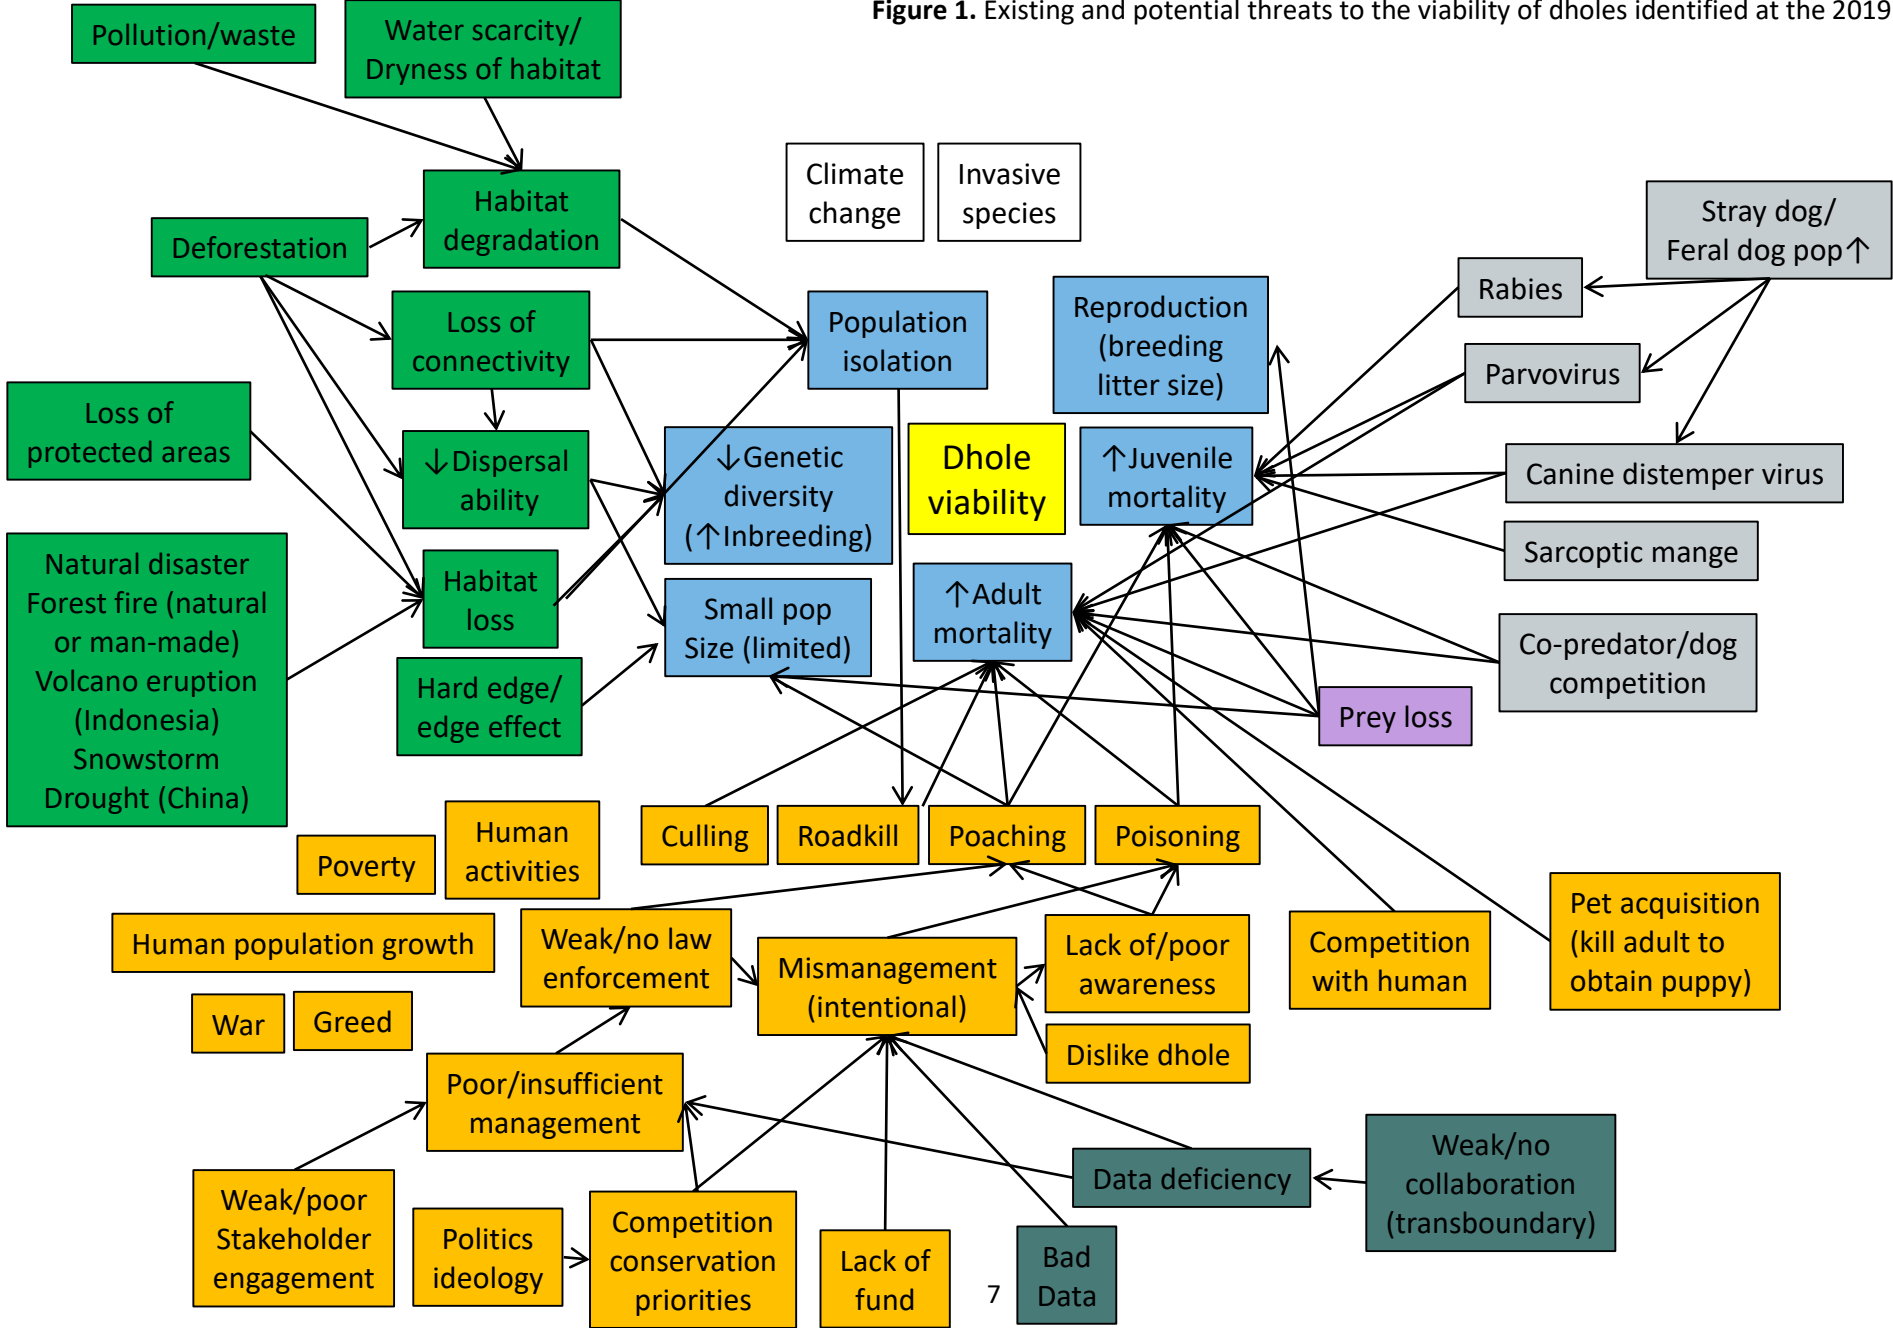 Figure 1. Existing and potential threats to the viability of dholes identified at the 2019
Pollution/waste
Water scarcity/
Dryness of habitat
Climate
change
Invasive
species
Habitat
degradation
Deforestation
Stray dog/
Feral dog pop↑
Rabies
Reproduction
(breeding
litter size)
Population
isolation
Loss of
connectivity
Parvovirus
Loss of
protected areas
↓Dispersal
ability
↓Genetic
diversity
(↑Inbreeding)
Dhole
viability
↑Juvenile
mortality
Canine distemper virus
Sarcoptic mange
Natural disaster
Forest fire (natural
or man-made)
Volcano eruption
(Indonesia)
Snowstorm
Drought (China)
Habitat
loss
Small pop
Size (limited)
↑Adult
mortality
Co-predator/dog
competition
Hard edge/
edge effect
Prey loss
Culling
Roadkill
Poaching
Poisoning
Poverty
Human
activities
Human population growth
Weak/no law
enforcement
Mismanagement
(intentional)
Lack of/poor
awareness
Competition
with human
Pet acquisition
(kill adult to
obtain puppy)
War
Greed
Dislike dhole
Poor/insufficient
management
Data deficiency
Weak/no
collaboration
(transboundary)
Weak/poor
Stakeholder
engagement
Politics
ideology
Competition
conservation
priorities
Lack of
fund
7
Bad
Data